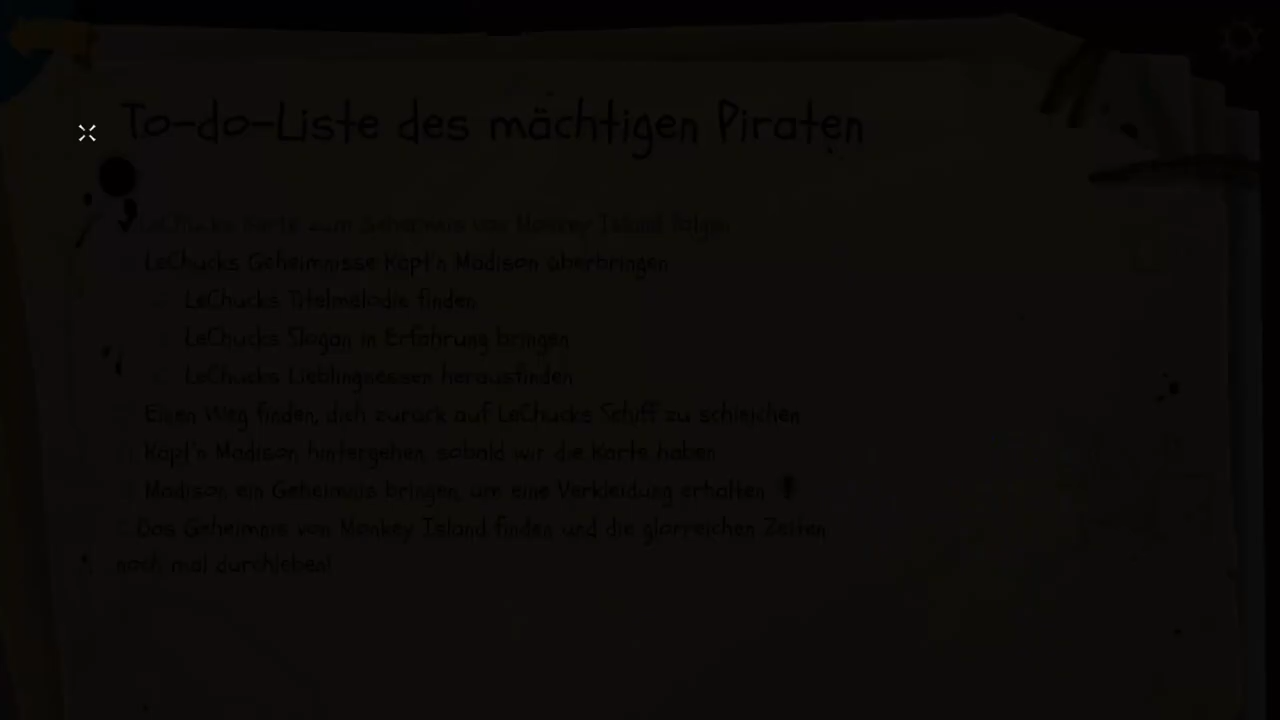 To-do-Liste des mächtigen Piraten
LeChucks Karte zum Geheimnis von Monkey Island folgen
LeChucks Geheimnisse Kapt'n Madison überbringen
LeChucks Titelmelodie finden
LeChucks Slogan in Erfahrung bringen
LeChucks Lieblingsessen herausfinden
Einen Weg finden, dich zurück auf LeChucks Schiff zu schleichen
Kapt'n Madison hintergehen, sobald wir die Karte haben
Madison ein Geheimnis bringen, um eine Verkleidung erhalten
Das Geheimnis von Monkey Island finden und die glorreichen Zeiten
noch mal durchleben!